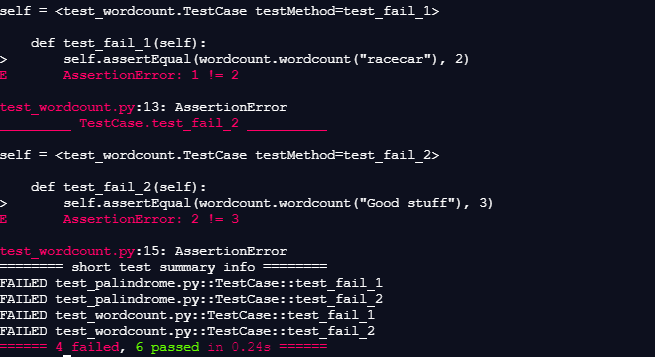 self = <test_wordcount.TestCase testMethod=test_fail_1>
    def test_fail_1(self):
>       self.assertEqual(wordcount.wordcount("racecar"), 2)
E       AssertionError: 1 != 2
test_wordcount.py:13: AssertionError
_________ TestCase.test_fail_2 __________
self = <test_wordcount.TestCase testMethod=test_fail_2>
    def test_fail_2(self):
>       self.assertEqual(wordcount.wordcount("Good stuff"), 3)
E       AssertionError: 2 != 3
test_wordcount.py:15: AssertionError
======== short test summary info ========
FAILED test_palindrome.py::TestCase::test_fail_1
FAILED test_palindrome.py::TestCase::test_fail_2
FAILED test_wordcount.py::TestCase::test_fail_1
FAILED test_wordcount.py::TestCase::test_fail_2
====== 4 failed, 6 passed in 0.24s ======